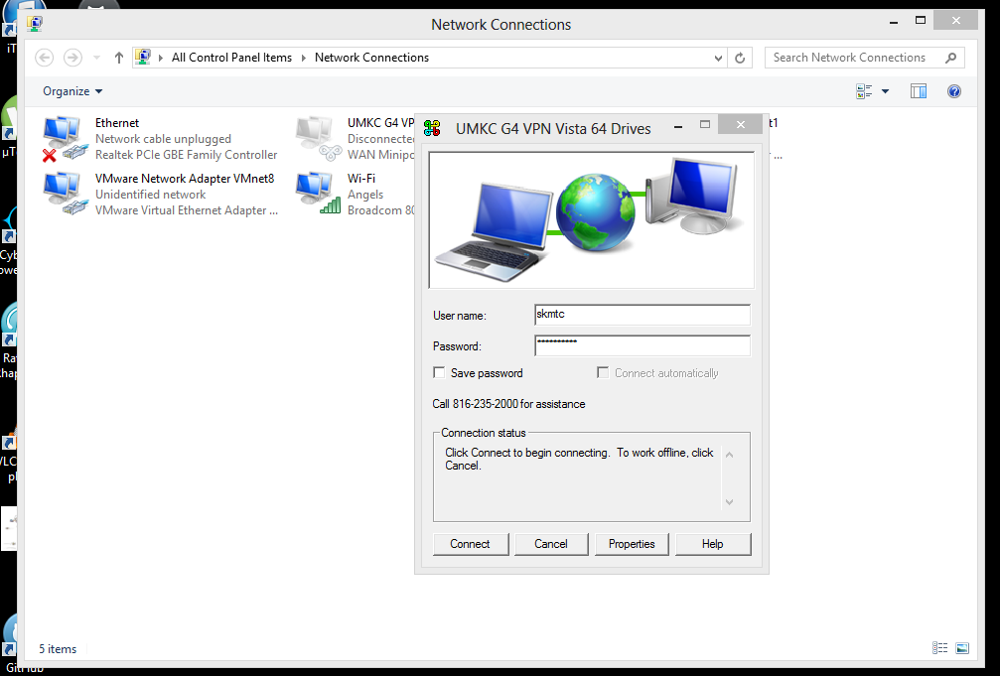 Network Connections
All Control Panel Items
Network Connections
Search Network Connections
Organize
Ethernet
Network cable unplugged
Realtek PCIe GBE Family Controller
UMKC G4 VP
Disconnecte
WAN Minipo
t1
...
VMware Network Adapter VMnet8
Unidentified network
VMware Virtual Ethernet Adapter ...
Wi-Fi
Angels
Broadcom 80
UMKC G4 VPN Vista 64 Drives
User name:
skmtc
Password:
**********
Save password
Connect automatically
Call 816-235-2000 for assistance
Connection status
Click Connect to begin connecting. To work offline, click
Cancel.
Connect
Cancel
Properties
Help
5 items
iT
µT
Cyb
owe
Ra
hap
VLC
pl
GitHub